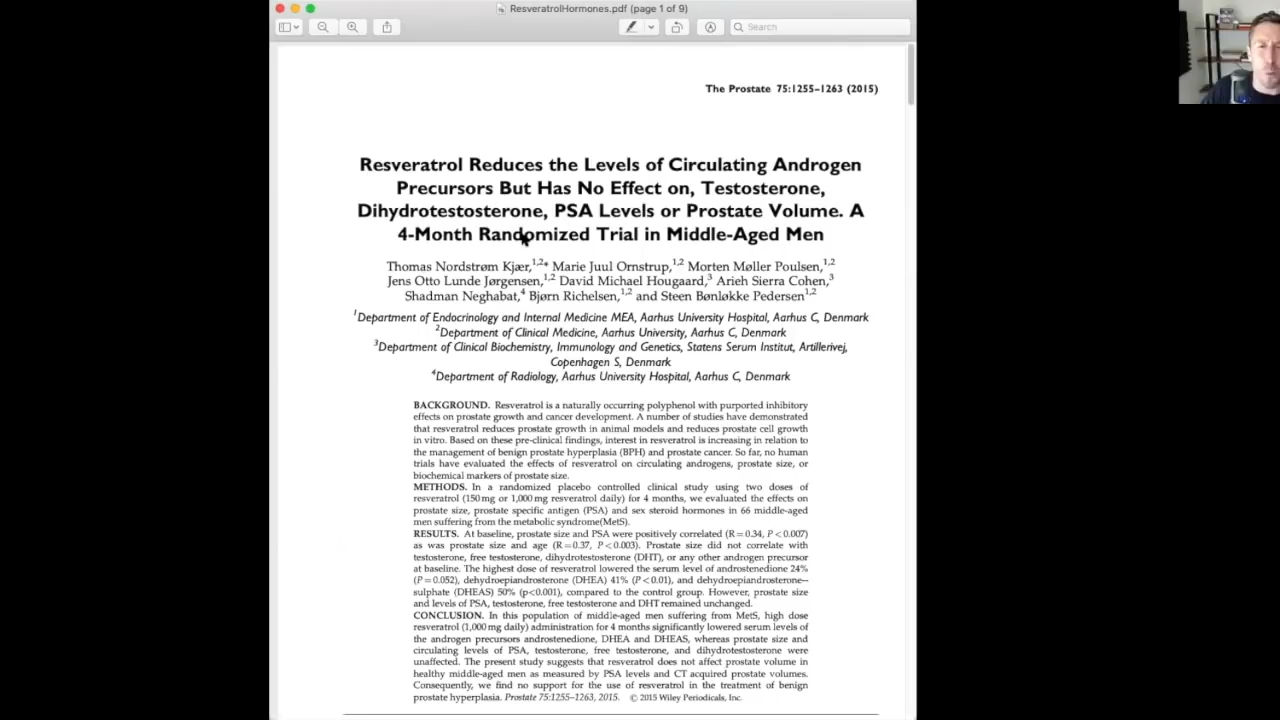 ResveratrolHormones.pdf (page 1 of 9)
Search
The Prostate 75:1255–1263 (2015)
Resveratrol Reduces the Levels of Circulating Androgen
Precursors But Has No Effect on, Testosterone,
Dihydrotestosterone, PSA Levels or Prostate Volume. A
4-Month Randomized Trial in Middle-Aged Men
Thomas Nordstrøm Kjær,1,2* Marie Juul Ornstrup,1,2 Morten Møller Poulsen,1,2
Jens Otto Lunde Jørgensen,1,2 David Michael Hougaard,3 Arieh Sierra Cohen,3
Shadman Neghabat,4 Bjørn Richelsen,1,2 and Steen Bønløkke Pedersen1,2
1Department of Endocrinology and Internal Medicine MEA, Aarhus University Hospital, Aarhus C, Denmark
2Department of Clinical Medicine, Aarhus University, Aarhus C, Denmark
3Department of Clinical Biochemistry, Immunology and Genetics, Statens Serum Institut, Artillerivej,
Copenhagen S, Denmark
4Department of Radiology, Aarhus University Hospital, Aarhus C, Denmark
BACKGROUND. Resveratrol is a naturally occurring polyphenol with purported inhibitory
effects on prostate growth and cancer development. A number of studies have demonstrated
that resveratrol reduces prostate growth in animal models and reduces prostate cell growth
in vitro. Based on these pre-clinical findings, interest in resveratrol is increasing in relation to
the management of benign prostate hyperplasia (BPH) and prostate cancer. So far, no human
trials have evaluated the effects of resveratrol on circulating androgens, prostate size, or
biochemical markers of prostate size.
METHODS. In a randomized placebo controlled clinical study using two doses of
resveratrol (150 mg or 1,000 mg resveratrol daily) for 4 months, we evaluated the effects on
prostate size, prostate specific antigen (PSA) and sex steroid hormones in 66 middle-aged
men suffering from the metabolic syndrome(MetS).
RESULTS. At baseline, prostate size and PSA were positively correlated (R = 0.34, P < 0.007)
as was prostate size and age (R = 0.37, P < 0.003). Prostate size did not correlate with
testosterone, free testosterone, dihydrotestosterone (DHT), or any other androgen precursor
at baseline. The highest dose of resveratrol lowered the serum level of androstenedione 24%
(P = 0.052), dehydroepiandrosterone (DHEA) 41% (P < 0.01), and dehydroepiandrosterone–
sulphate (DHEAS) 50% (p<0.001), compared to the control group. However, prostate size
and levels of PSA, testosterone, free testosterone and DHT remained unchanged.
CONCLUSION. In this population of middle-aged men suffering from MetS, high dose
resveratrol (1,000 mg daily) administration for 4 months significantly lowered serum levels of
the androgen precursors androstenedione, DHEA and DHEAS, whereas prostate size and
circulating levels of PSA, testosterone, free testosterone, and dihydrotestosterone were
unaffected. The present study suggests that resveratrol does not affect prostate volume in
healthy middle-aged men as measured by PSA levels and CT acquired prostate volumes.
Consequently, we find no support for the use of resveratrol in the treatment of benign
prostate hyperplasia. Prostate 75:1255–1263, 2015. © 2015 Wiley Periodicals, Inc.